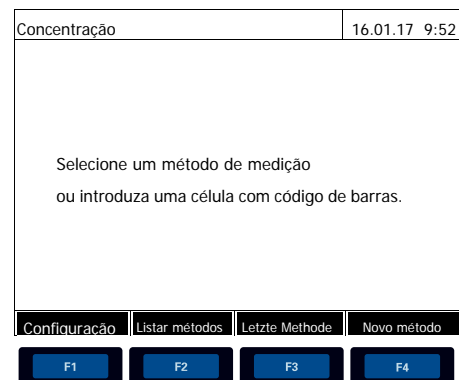 Concentração 16.01.17 9:52
Selecione um método de medição
ou introduza uma célula com código de barras.
Configuração Listar métodos Letzte Methode Novo método
F1 F2 F3 F4